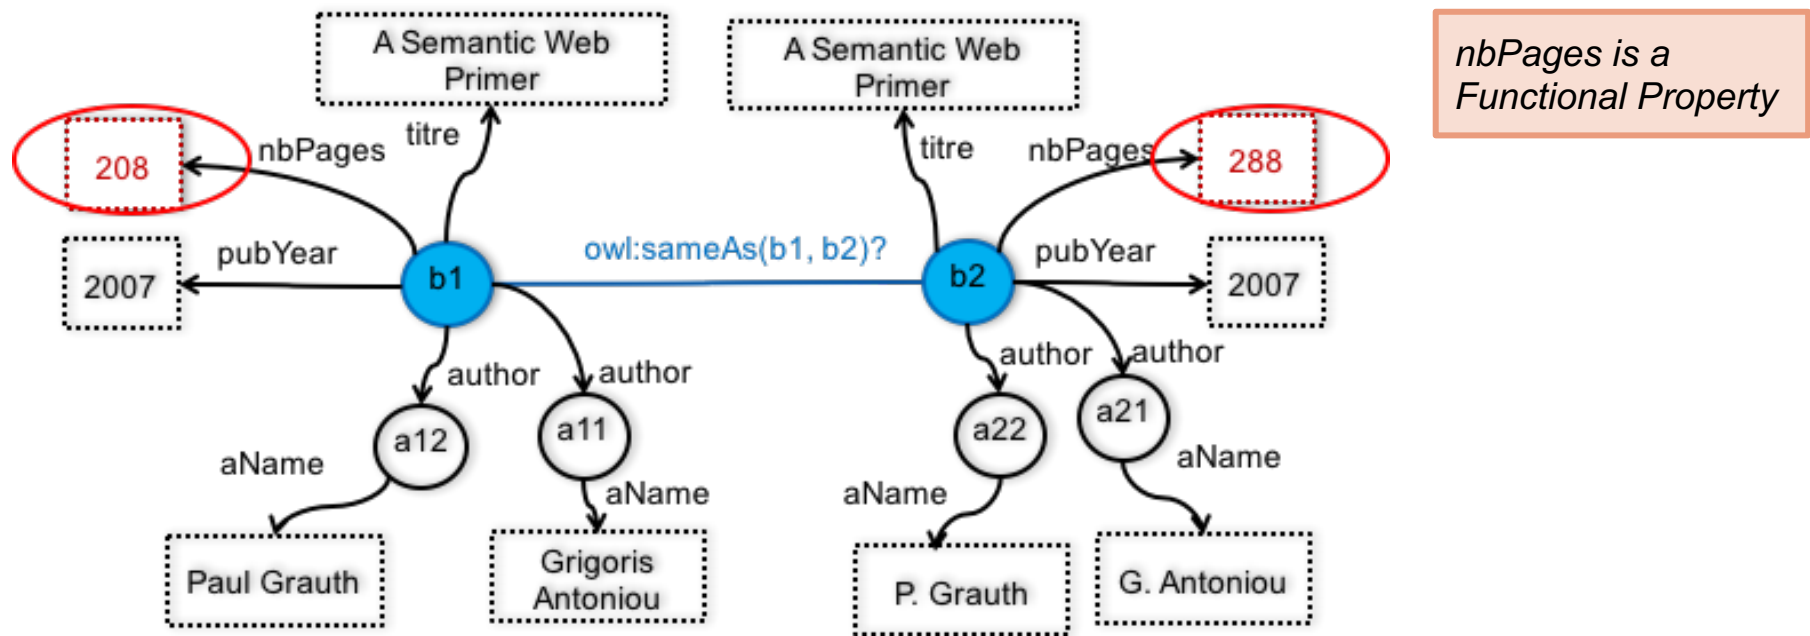 A Semantic Web
Primer
A Semantic Web
Primer
nbPages is a
Functional Property
208
nbPages
titre
titre
nbPages
288
2007
pubYear
b1
owl:sameAs(b1, b2)?
b2
pubYear
2007
author
author
author
author
a12
a11
a22
a21
aName
aName
aName
aName
Paul Grauth
Grigoris
Antoniou
P. Grauth
G. Antoniou